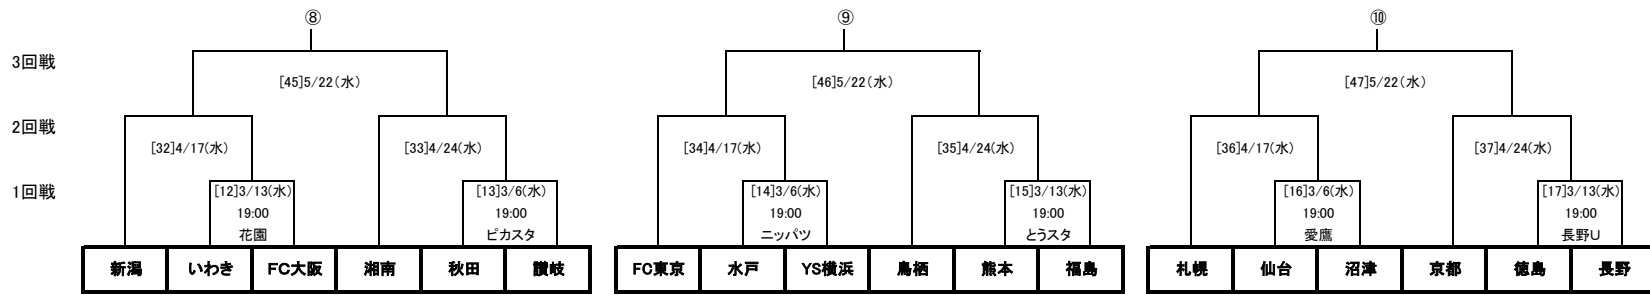 ⑧ ⑨ ⑩
3回戦
[45]5/22(水) [46]5/22(水) [47]5/22(水)
2回戦
[32]4/17(水) [33]4/24(水) [34]4/17(水) [35]4/24(水) [36]4/17(水) [37]4/24(水)
1回戦
[12]3/13(水) [13]3/6(水) [14]3/6(水) [15]3/13(水) [16]3/6(水) [17]3/13(水)
19:00 19:00 19:00 19:00 19:00 19:00
花園 ピカスタ ニッパツ とうスタ 愛鷹 長野U
新潟 いわき FC大阪 湘南 秋田 讃岐 FC東京 水戸 YS横浜 鳥栖 熊本 福島 札幌 仙台 沼津 京都 徳島 長野